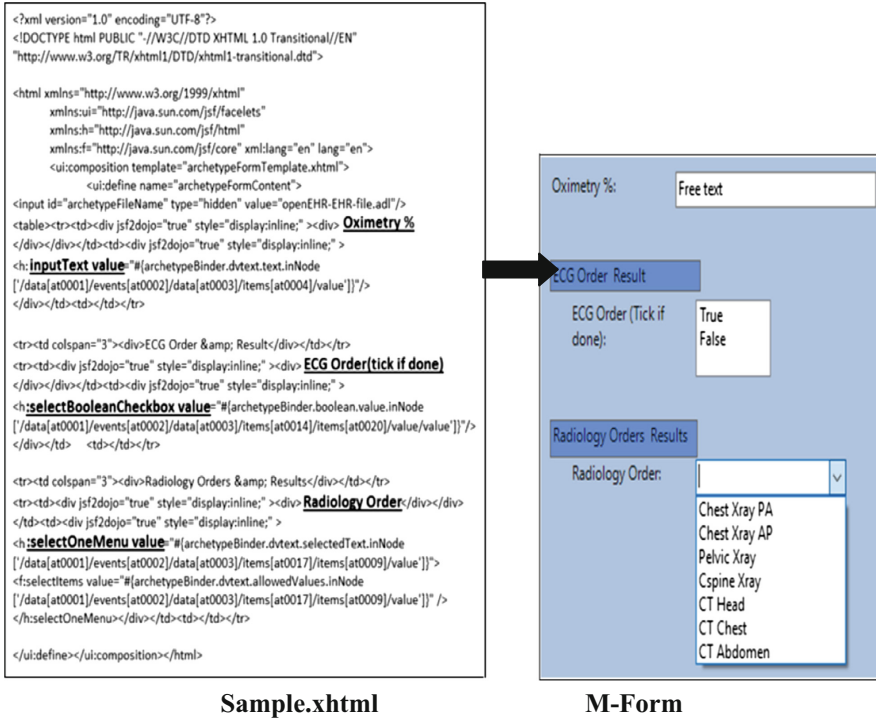 <?xml version="1.0" encoding="UTF-8"?>
<!DOCTYPE html PUBLIC "-//W3C//DTD XHTML 1.0 Transitional//EN"
"http://www.w3.org/TR/xhtml1/DTD/xhtml1-transitional.dtd">
<html xmlns="http://www.w3.org/1999/xhtml"
xmlns:ui="http://java.sun.com/jsf/facelets"
xmlns:h="http://java.sun.com/jsf/html"
xmlns:f="http://java.sun.com/jsf/core" xml:lang="en" lang="en">
<ui:composition template="archetypeFormTemplate.xhtml">
<ui:define name="archetypeFormContent">
<input id="archetypeFileName" type="hidden" value="openEHR-EHR-file.adl"/>
<table><tr><td><div jsf2dojo="true" style="display:inline;" ><div> Oximetry %
</div></div></td><td><div jsf2dojo="true" style="display:inline;" >
<h:inputText value="#{archetypeBinder.dvtext.text.inNode
['/data[at0001]/events[at0002]/data[at0003]/items[at0004]/value']}"/>
</div></td><td></td></tr>
<tr><td colspan="3"><div>ECG Order &amp; Result</div></td></tr>
<tr><td><div jsf2dojo="true" style="display:inline;" ><div> ECG Order(tick if done)
</div></div></td><td><div jsf2dojo="true" style="display:inline;" >
<h:selectBooleanCheckbox value="#{archetypeBinder.boolean.value.inNode
['/data[at0001]/events[at0002]/data[at0003]/items[at0014]/items[at0020]/value/value']}"/>
</div></td> <td></td></tr>
<tr><td colspan="3"><div>Radiology Orders &amp; Results</div></td></tr>
<tr><td><div jsf2dojo="true" style="display:inline;" ><div> Radiology Order</div></div>
</td><td><div jsf2dojo="true" style="display:inline;" >
<h:selectOneMenu value="#{archetypeBinder.dvtext.selectedText.inNode
['/data[at0001]/events[at0002]/data[at0003]/items[at0017]/items[at0009]/value']}">
<f:selectItems value="#{archetypeBinder.dvtext.allowedValues.inNode
['/data[at0001]/events[at0002]/data[at0003]/items[at0017]/items[at0009]/value']}" />
</h:selectOneMenu></div></td><td></td></tr>
</ui:define></ui:composition></html>
Sample.xhtml
Oximetry %:
Free text
ECG Order Result
ECG Order (Tick if
done):
True
False
Radiology Orders Results
Radiology Order:
Chest Xray PA
Chest Xray AP
Pelvic Xray
Cspine Xray
CT Head
CT Chest
CT Abdomen
M-Form